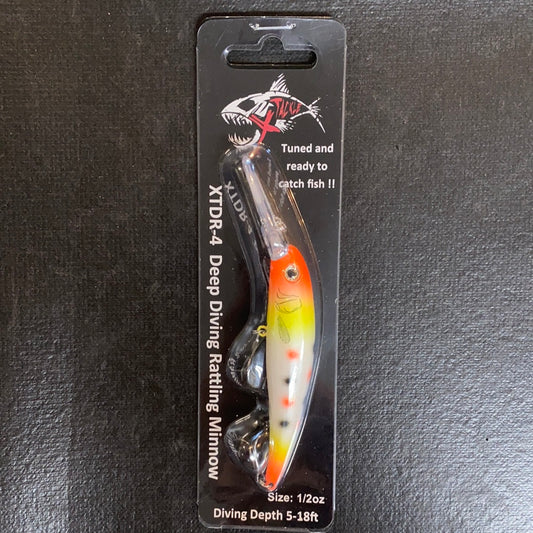 X TACKLE
Tuned and
ready to
catch fish !!
XTDR-4 Deep Diving Rattling Minnow
Size: 1/2oz
Diving Depth 5-18ft